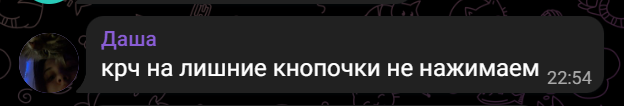 Даша
крч на лишние кнопочки не нажимаем
22:54